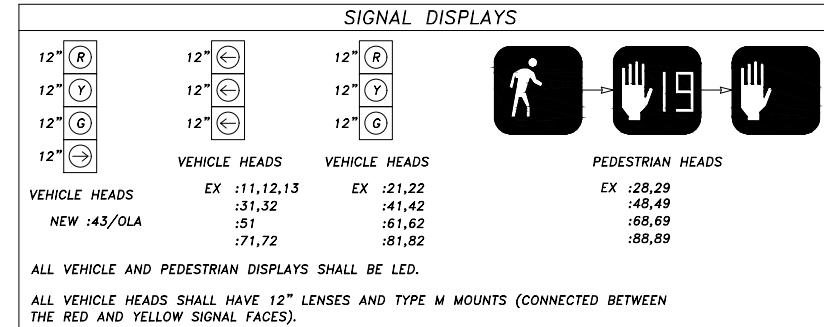 SIGNAL DISPLAYS
12" R
12" Y
12" G
12"
VEHICLE HEADS
NEW :43/OLA
12"
12"
12"
VEHICLE HEADS
EX :11,12,13
:31,32
:51
:71,72
12" R
12" Y
12" G
VEHICLE HEADS
EX :21,22
:41,42
:61,62
:81,82
19
PEDESTRIAN HEADS
EX :28,29
:48,49
:68,69
:88,89
ALL VEHICLE AND PEDESTRIAN DISPLAYS SHALL BE LED.
ALL VEHICLE HEADS SHALL HAVE 12" LENSES AND TYPE M MOUNTS (CONNECTED BETWEEN
THE RED AND YELLOW SIGNAL FACES).